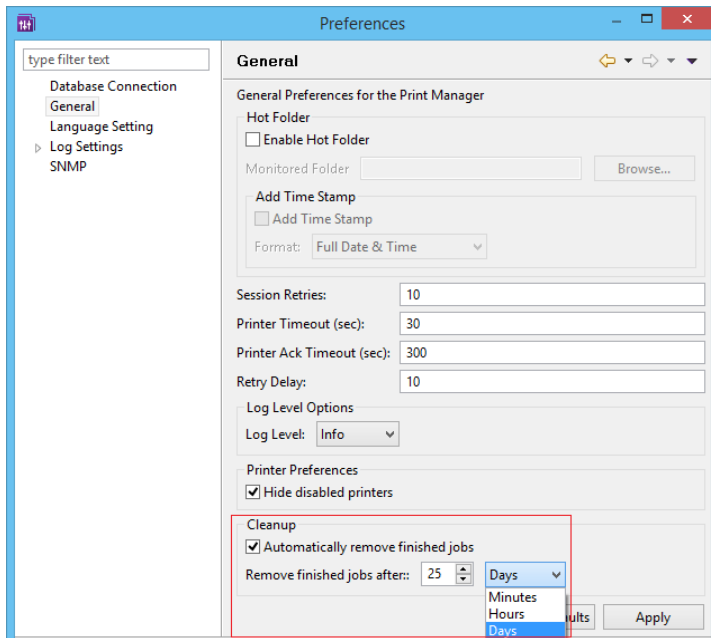 Preferences
type filter text
Database Connection
General
Language Setting
Log Settings
SNMP
General
General Preferences for the Print Manager
Hot Folder
Enable Hot Folder
Monitored Folder
Browse...
Add Time Stamp
Add Time Stamp
Format: Full Date & Time
Session Retries: 10
Printer Timeout (sec): 30
Printer Ack Timeout (sec): 300
Retry Delay: 10
Log Level Options
Log Level: Info
Printer Preferences
Hide disabled printers
Cleanup
Automatically remove finished jobs
Remove finished jobs after:: 25 Days
Minutes
Hours
Days
Apply